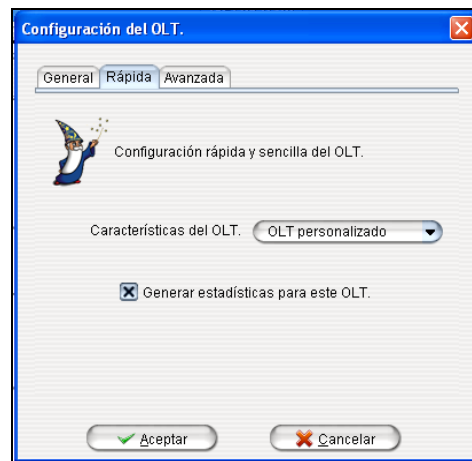 Configuración del OLT.
General Rápida Avanzada
Configuración rápida y sencilla del OLT.
Características del OLT. OLT personalizado
Generar estadísticas para este OLT.
Aceptar Cancelar